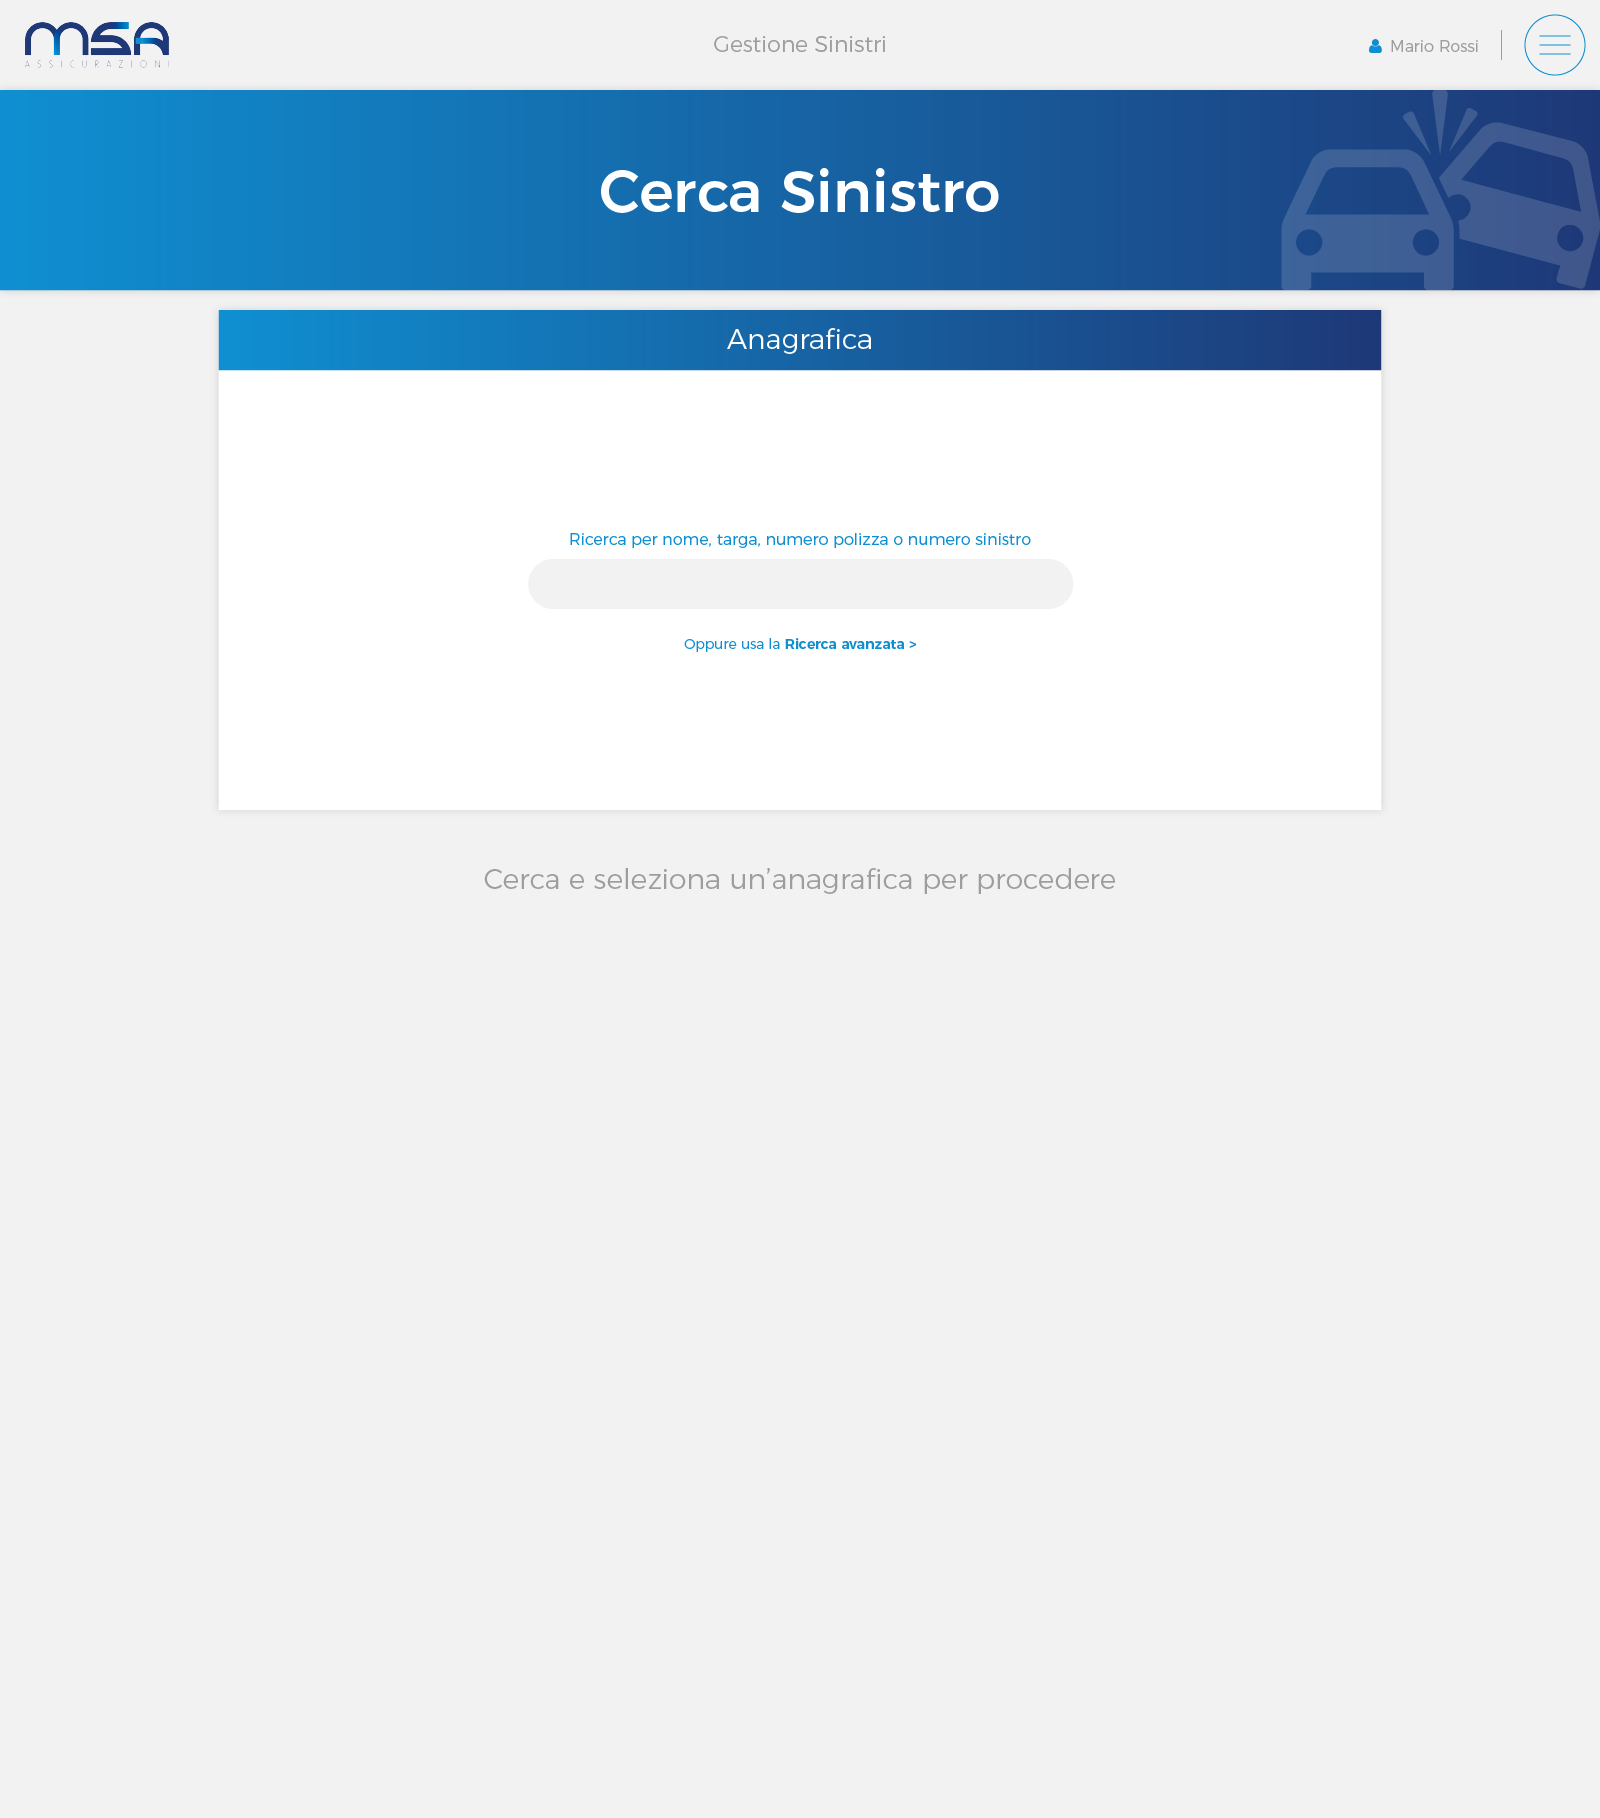 MSA
ASSICURAZIONI
Gestione Sinistri
Mario Rossi
Cerca Sinistro
Anagrafica
Ricerca per nome, targa, numero polizza o numero sinistro
Oppure usa la Ricerca avanzata >
Cerca e seleziona un’anagrafica per procedere